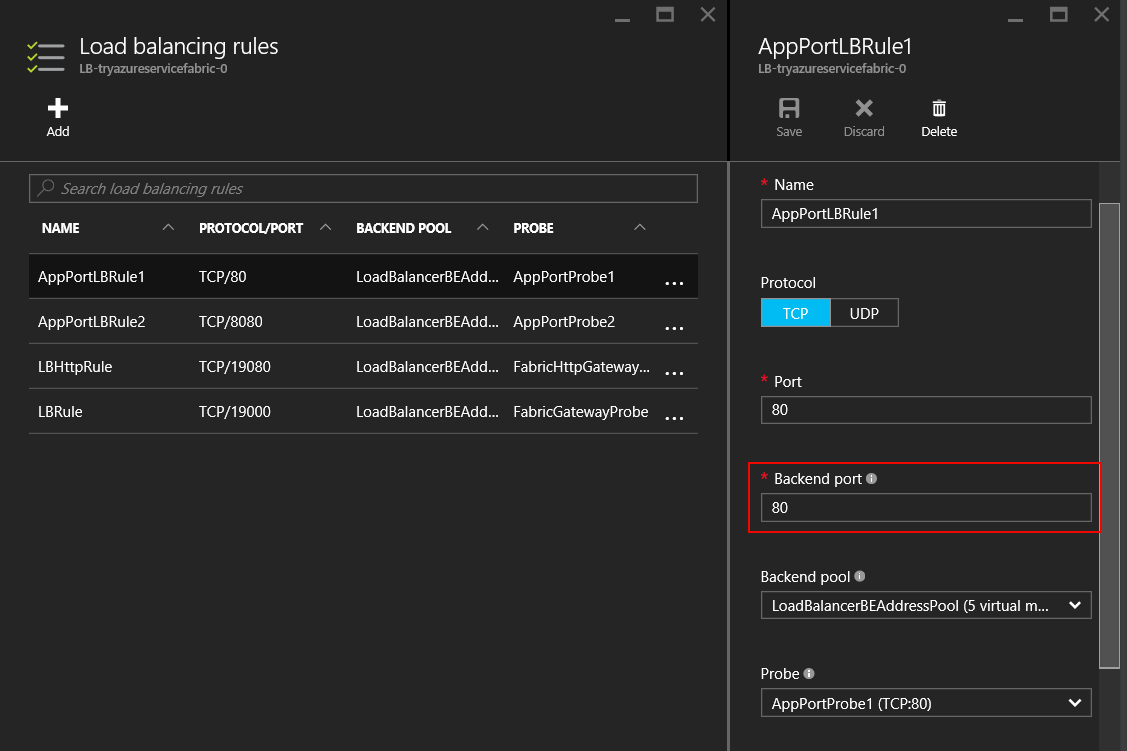 Load balancing rules
LB-tryazureservicefabric-0
Add
Search load balancing rules
NAME PROTOCOL/PORT BACKEND POOL PROBE
AppPortLBRule1 TCP/80 LoadBalancerBEAdd... AppPortProbe1 ...
AppPortLBRule2 TCP/8080 LoadBalancerBEAdd... AppPortProbe2 ...
LBHttpRule TCP/19080 LoadBalancerBEAdd... FabricHttpGateway... ...
LBRule TCP/19000 LoadBalancerBEAdd... FabricGatewayProbe ...
AppPortLBRule1
LB-tryazureservicefabric-0
Save Discard Delete
* Name
AppPortLBRule1
Protocol
TCP UDP
* Port
80
* Backend port
80
Backend pool
LoadBalancerBEAddressPool (5 virtual m...
Probe
AppPortProbe1 (TCP:80)